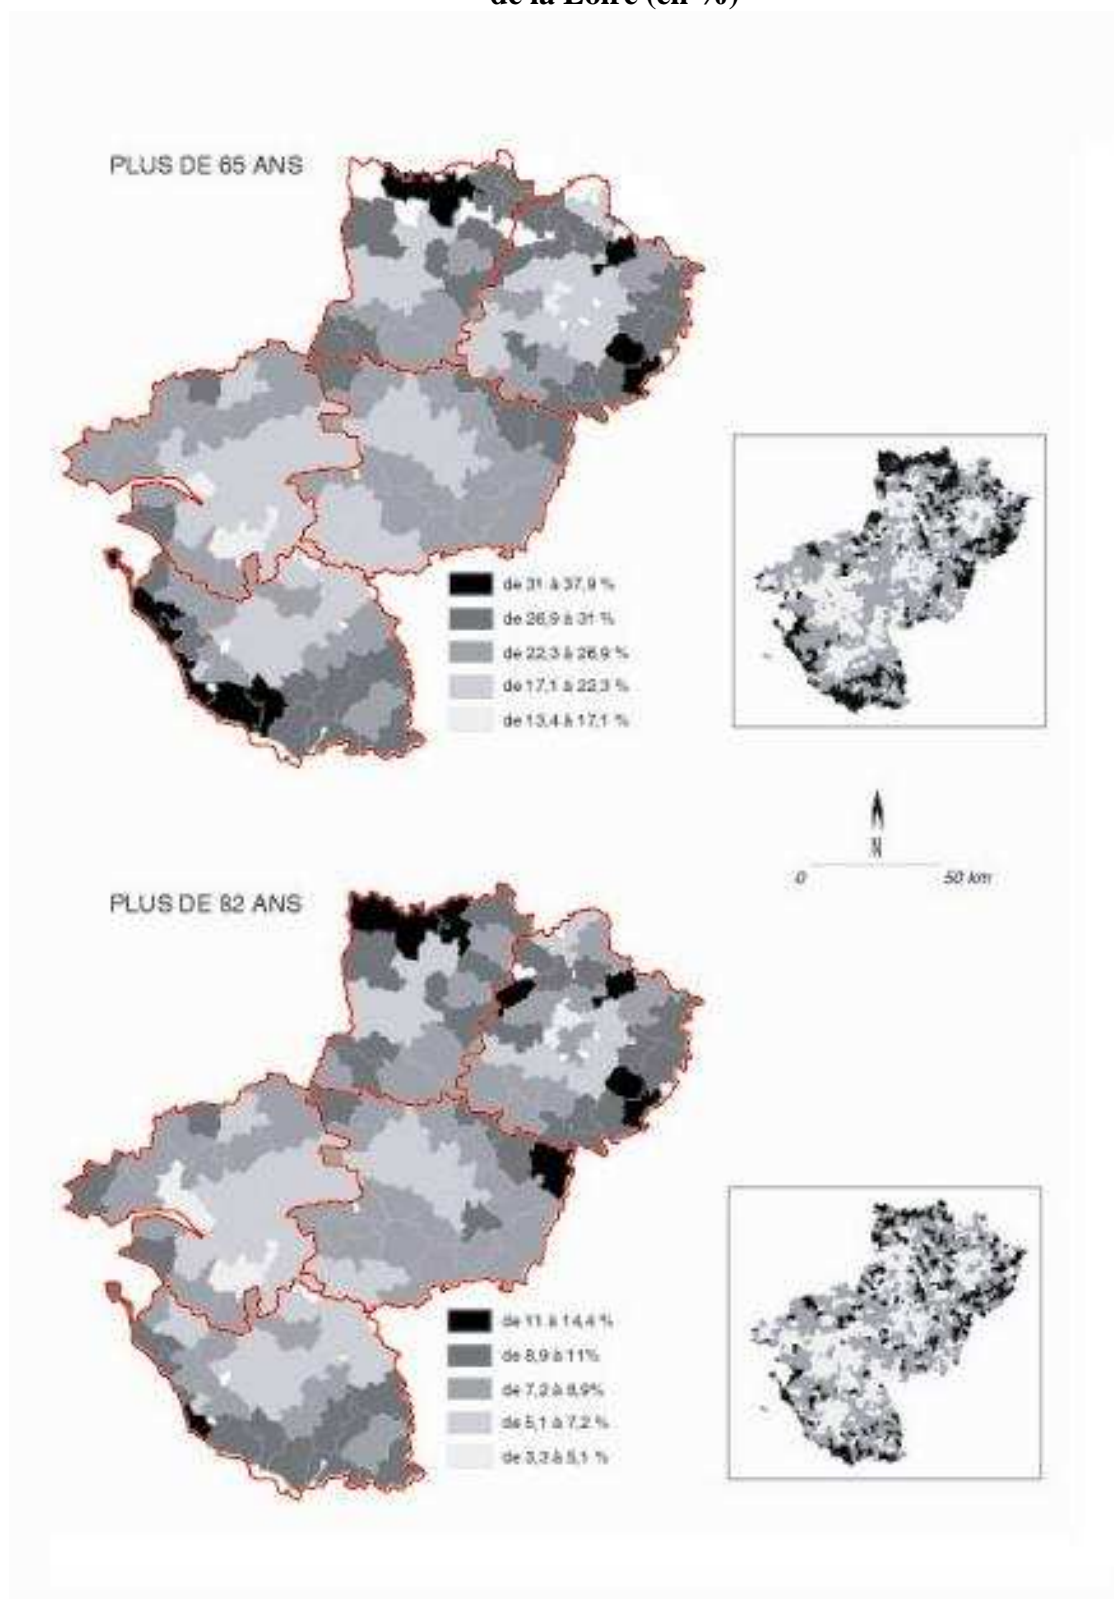 de la Loire (en %)
PLUS DE 65 ANS
de 31 à 37,9 %
de 26,9 à 31 %
de 22,3 à 26,9 %
de 17,1 à 22,3 %
de 13,4 à 17,1 %
N
0 50 km
PLUS DE 82 ANS
de 11 à 14,4 %
de 8,9 à 11%
de 7,2 à 8,9%
de 5,1 à 7,2 %
de 3,3 à 5,1 %